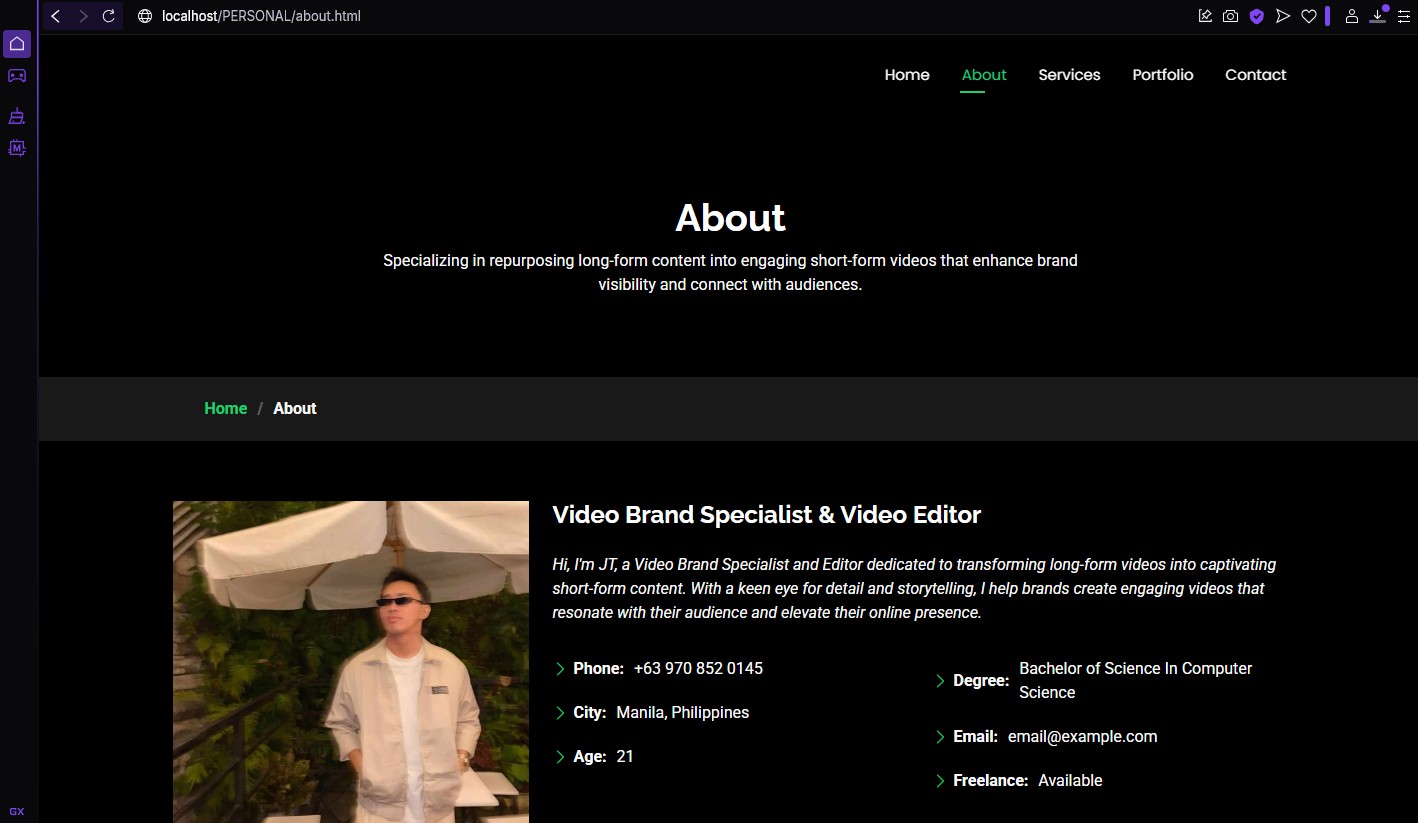 localhost/PERSONAL/about.html
Home About Services Portfolio Contact
About
Specializing in repurposing long-form content into engaging short-form videos that enhance brand
visibility and connect with audiences.
Home / About
Video Brand Specialist & Video Editor
Hi, I'm JT, a Video Brand Specialist and Editor dedicated to transforming long-form videos into captivating
short-form content. With a keen eye for detail and storytelling, I help brands create engaging videos that
resonate with their audience and elevate their online presence.
Phone: +63 970 852 0145
City: Manila, Philippines
Age: 21
Degree: Bachelor of Science In Computer
Science
Email: email@example.com
Freelance: Available
M
GX